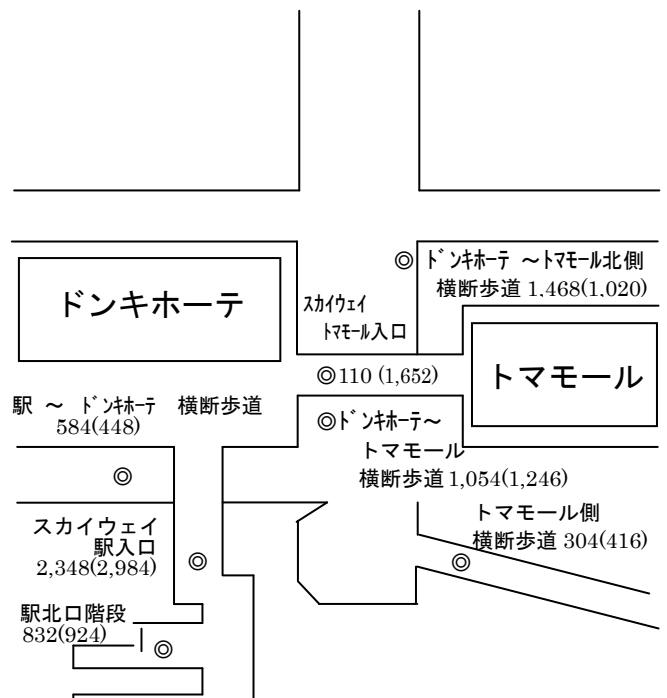 ◎ ドンキホーテ ～トマモール北側
横断歩道 1,468(1,020)
ドンキホーテ
スカイウェイ
トマモール入口
◎110 (1,652)
トマモール
駅 ～ ドンキホーテ 横断歩道
584(448)
◎ドンキホーテ～
トマモール
横断歩道 1,054(1,246)
◎
トマモール側
横断歩道 304(416)
◎
スカイウェイ
駅入口
2,348(2,984)
◎
駅北口階段
832(924)
◎